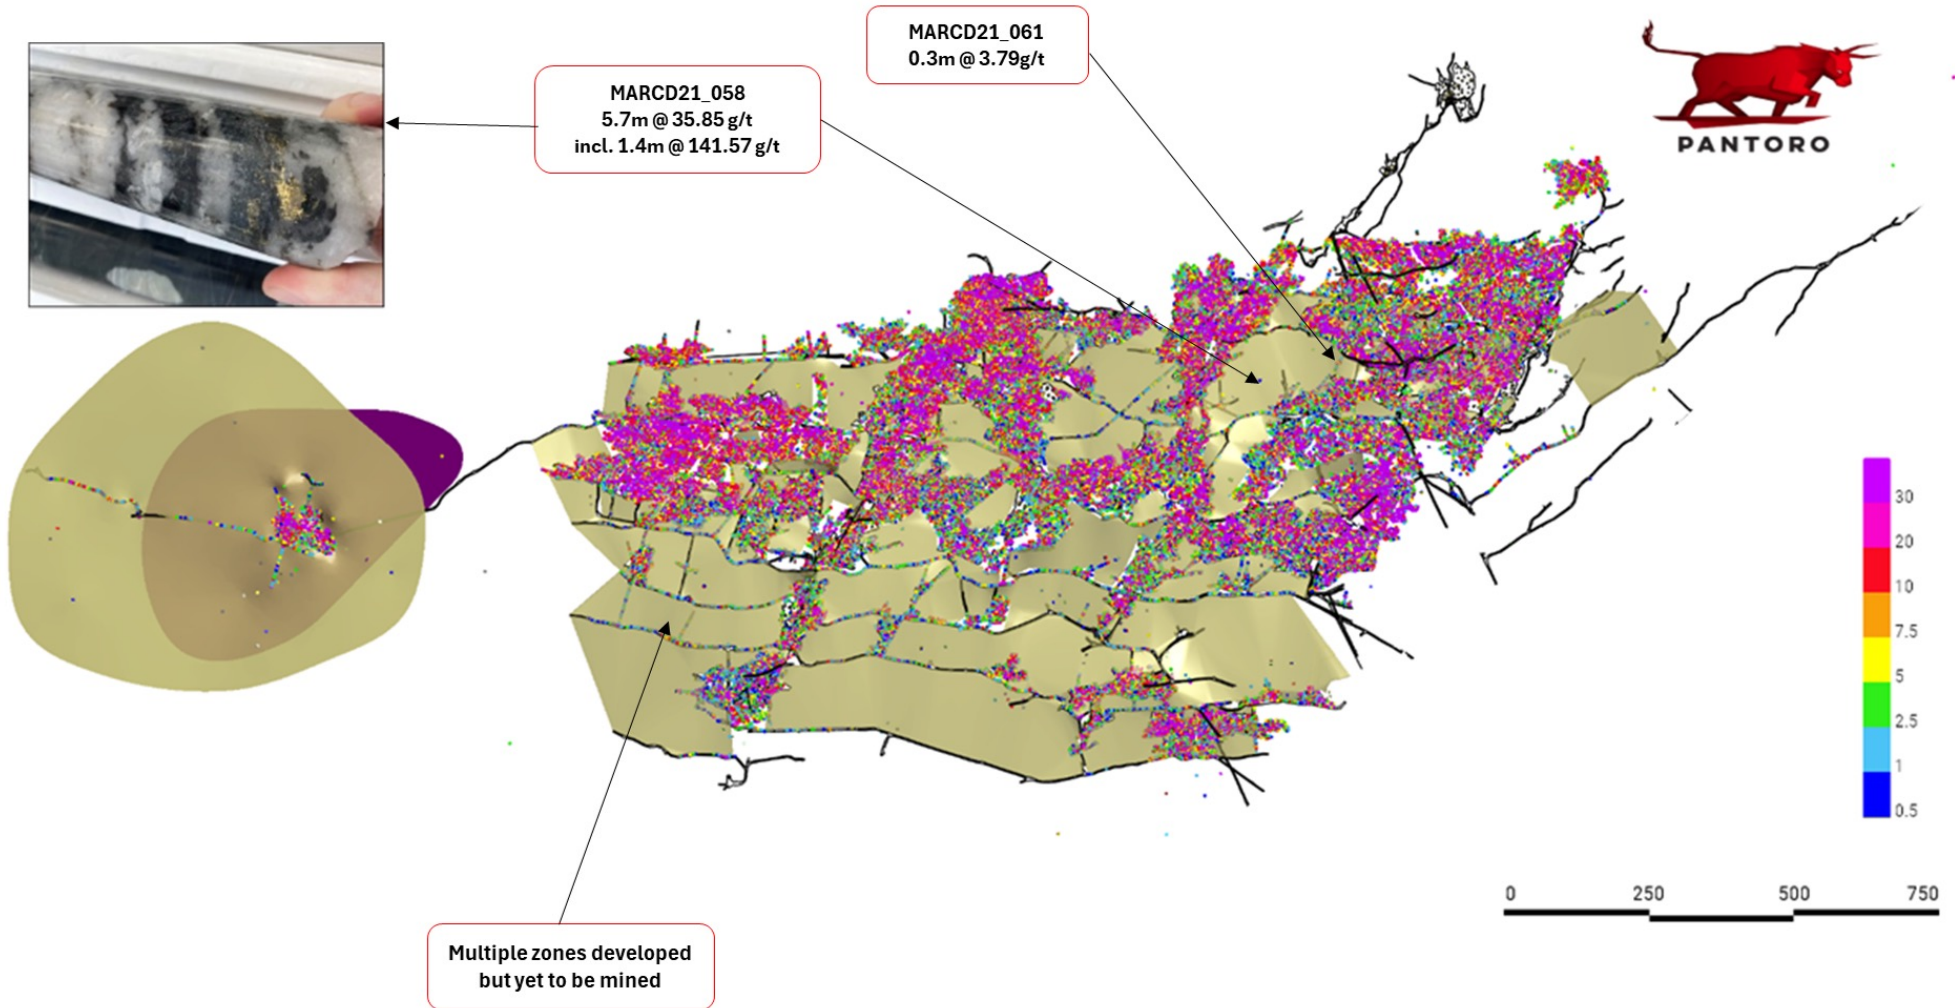 MARCD21_061
0.3m @ 3.79g/t
MARCD21_058
5.7m @ 35.85 g/t
incl. 1.4m @ 141.57 g/t
PANTORO
30
20
10
7.5
5
2.5
1
0.5
0 250 500 750
Multiple zones developed
but yet to be mined